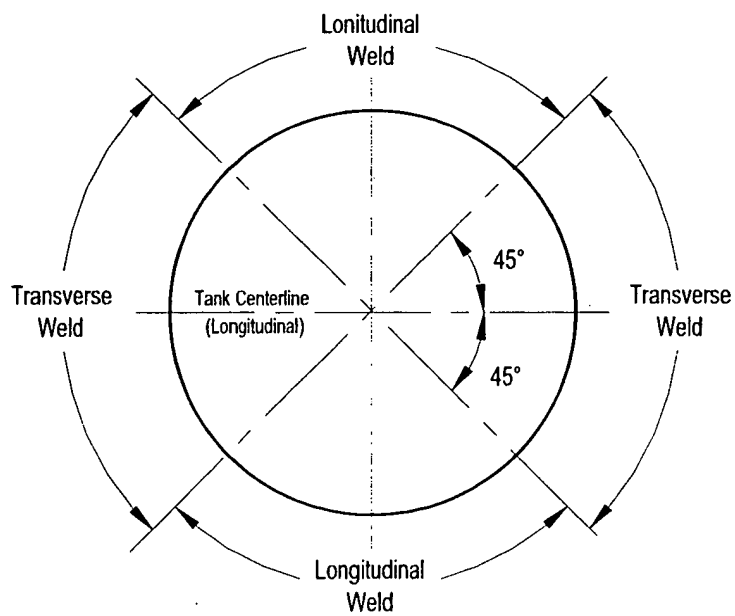 Lonitudinal
Weld
45°
Transverse
Weld
Tank Centerline
(Longitudinal)
Transverse
Weld
45°
Longitudinal
Weld